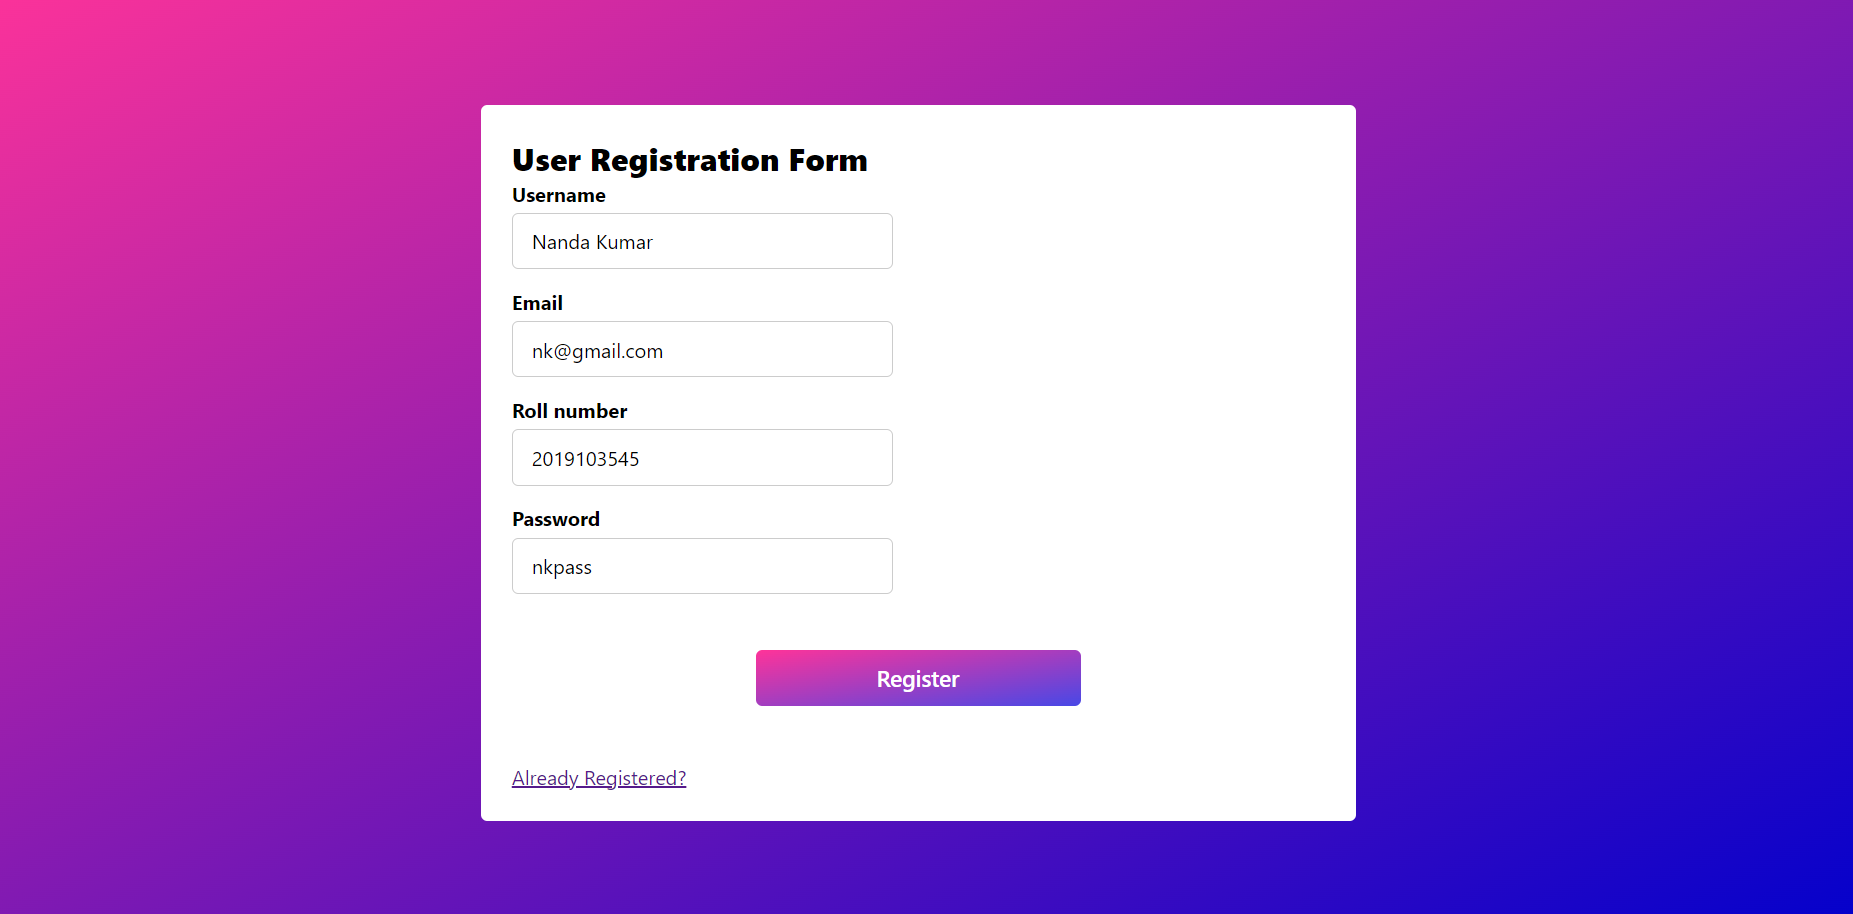 User Registration Form
Username
Nanda Kumar
Email
nk@gmail.com
Roll number
2019103545
Password
nkpass
Register
Already Registered?